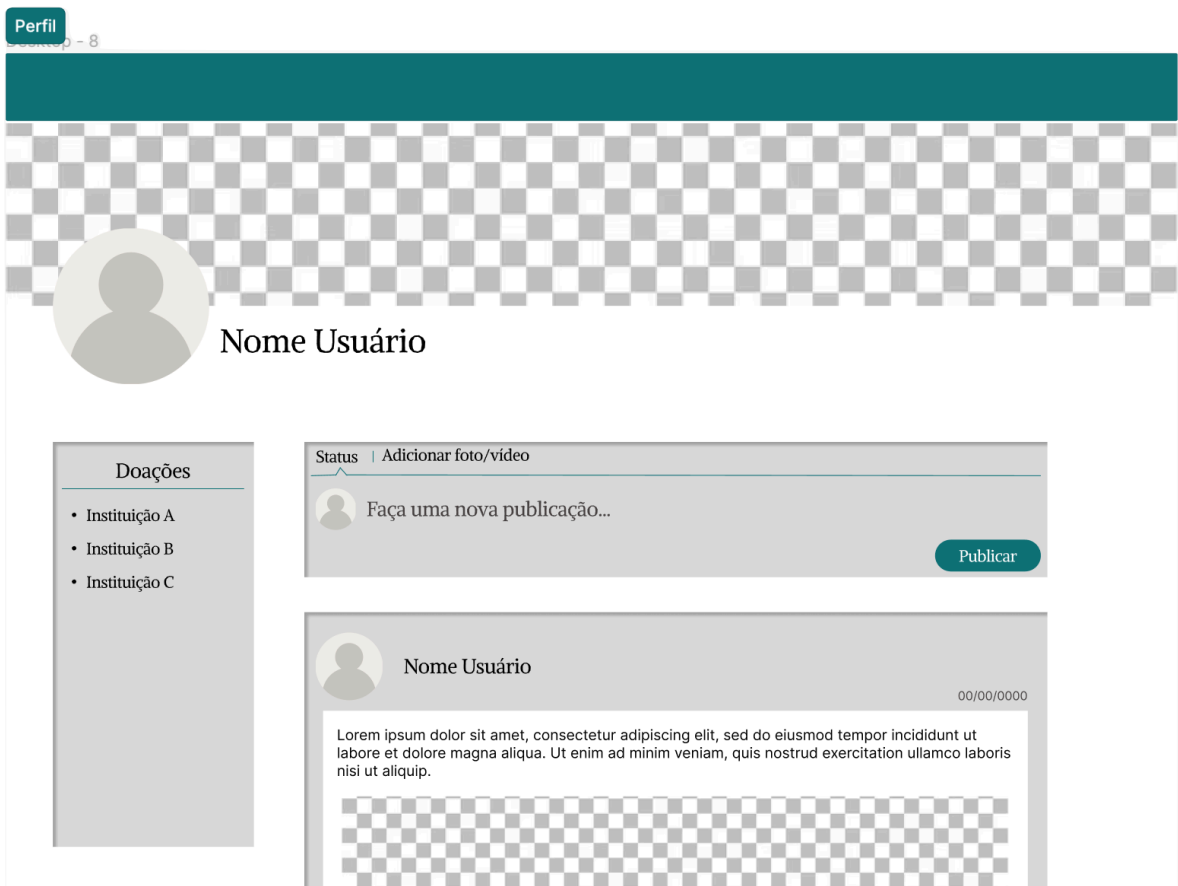 Perfil
Desktop - 8
Nome Usuário
Doações
• Instituição A
• Instituição B
• Instituição C
Status | Adicionar foto/vídeo
Faça uma nova publicação...
Publicar
Nome Usuário
00/00/0000
Lorem ipsum dolor sit amet, consectetur adipiscing elit, sed do eiusmod tempor incididunt ut
labore et dolore magna aliqua. Ut enim ad minim veniam, quis nostrud exercitation ullamco laboris
nisi ut aliquip.